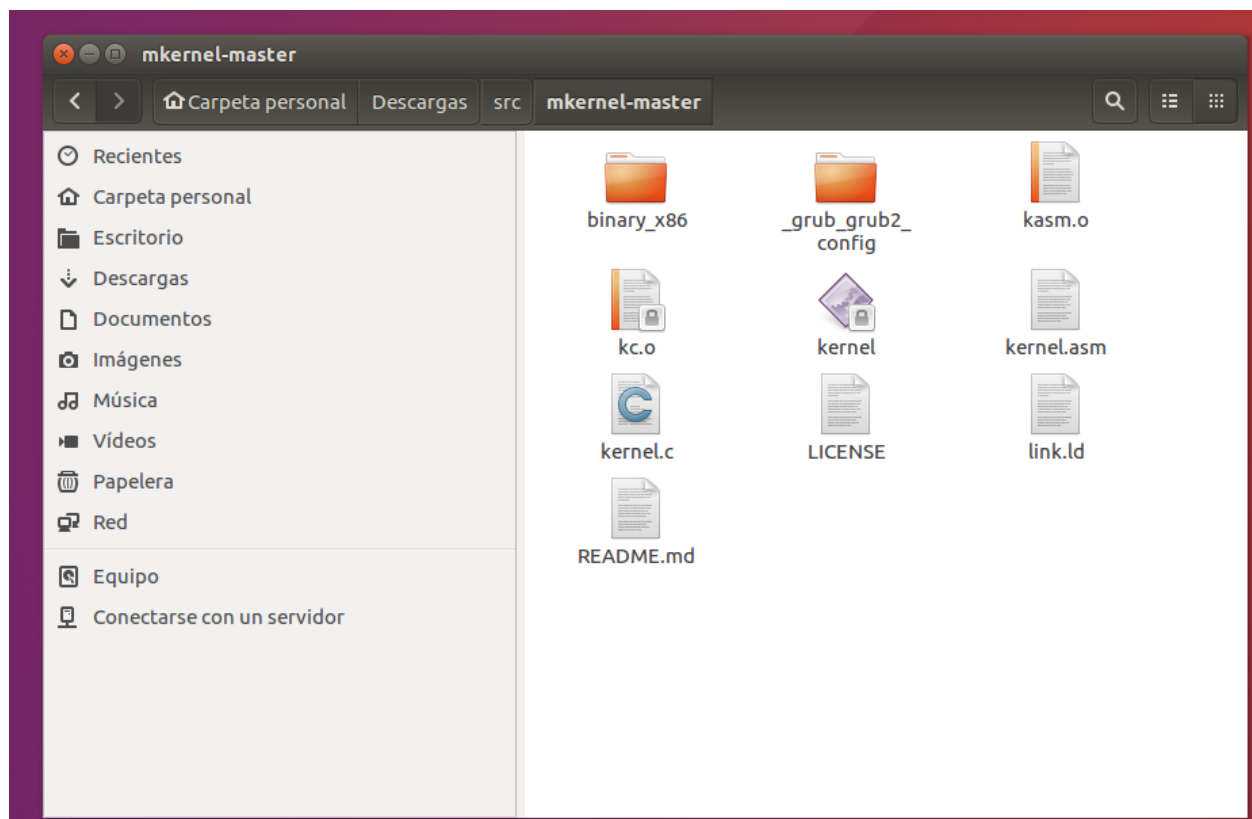 mkernel-master
Carpeta personal Descargas src mkernel-master
Recientes
Carpeta personal
Escritorio
Descargas
Documentos
Imágenes
Música
Vídeos
Papelera
Red
Equipo
Conectarse con un servidor
binary_x86
_grub_grub2_
config
kasm.o
kc.o
kernel
kernel.asm
kernel.c
LICENSE
link.ld
README.md